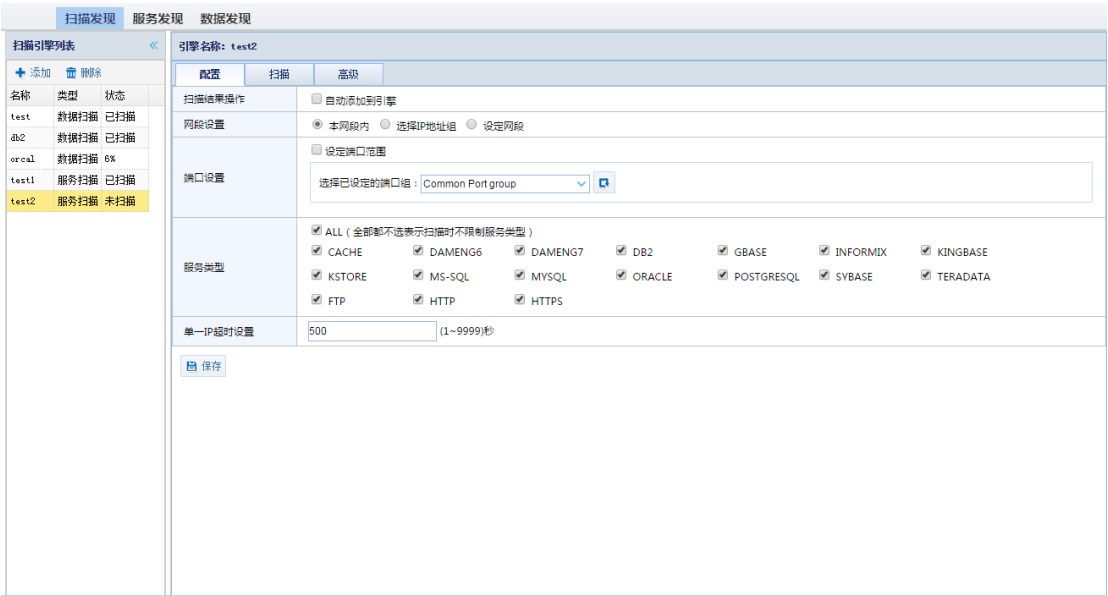 扫描发现 服务发现 数据发现
扫描引擎列表 «
添加 删除
名称 类型 状态
test 数据扫描 已扫描
db2 数据扫描 已扫描
orcal 数据扫描 6%
test1 服务扫描 已扫描
test2 服务扫描 未扫描
引擎名称: test2
配置 扫描 高级
扫描结果操作 自动添加到引擎
网段设置 本网段内 选择IP地址组 设定网段
端口设置
设定端口范围
选择已设定的端口组：Common Port group
服务类型
ALL（全部都不选表示扫描时不限制服务类型）
CACHE DAMENG6 DAMENG7 DB2 GBASE INFORMIX KINGBASE
KSTORE MS-SQL MYSQL ORACLE POSTGRESQL SYBASE TERADATA
FTP HTTP HTTPS
单一IP超时设置 500 (1~9999)秒
保存